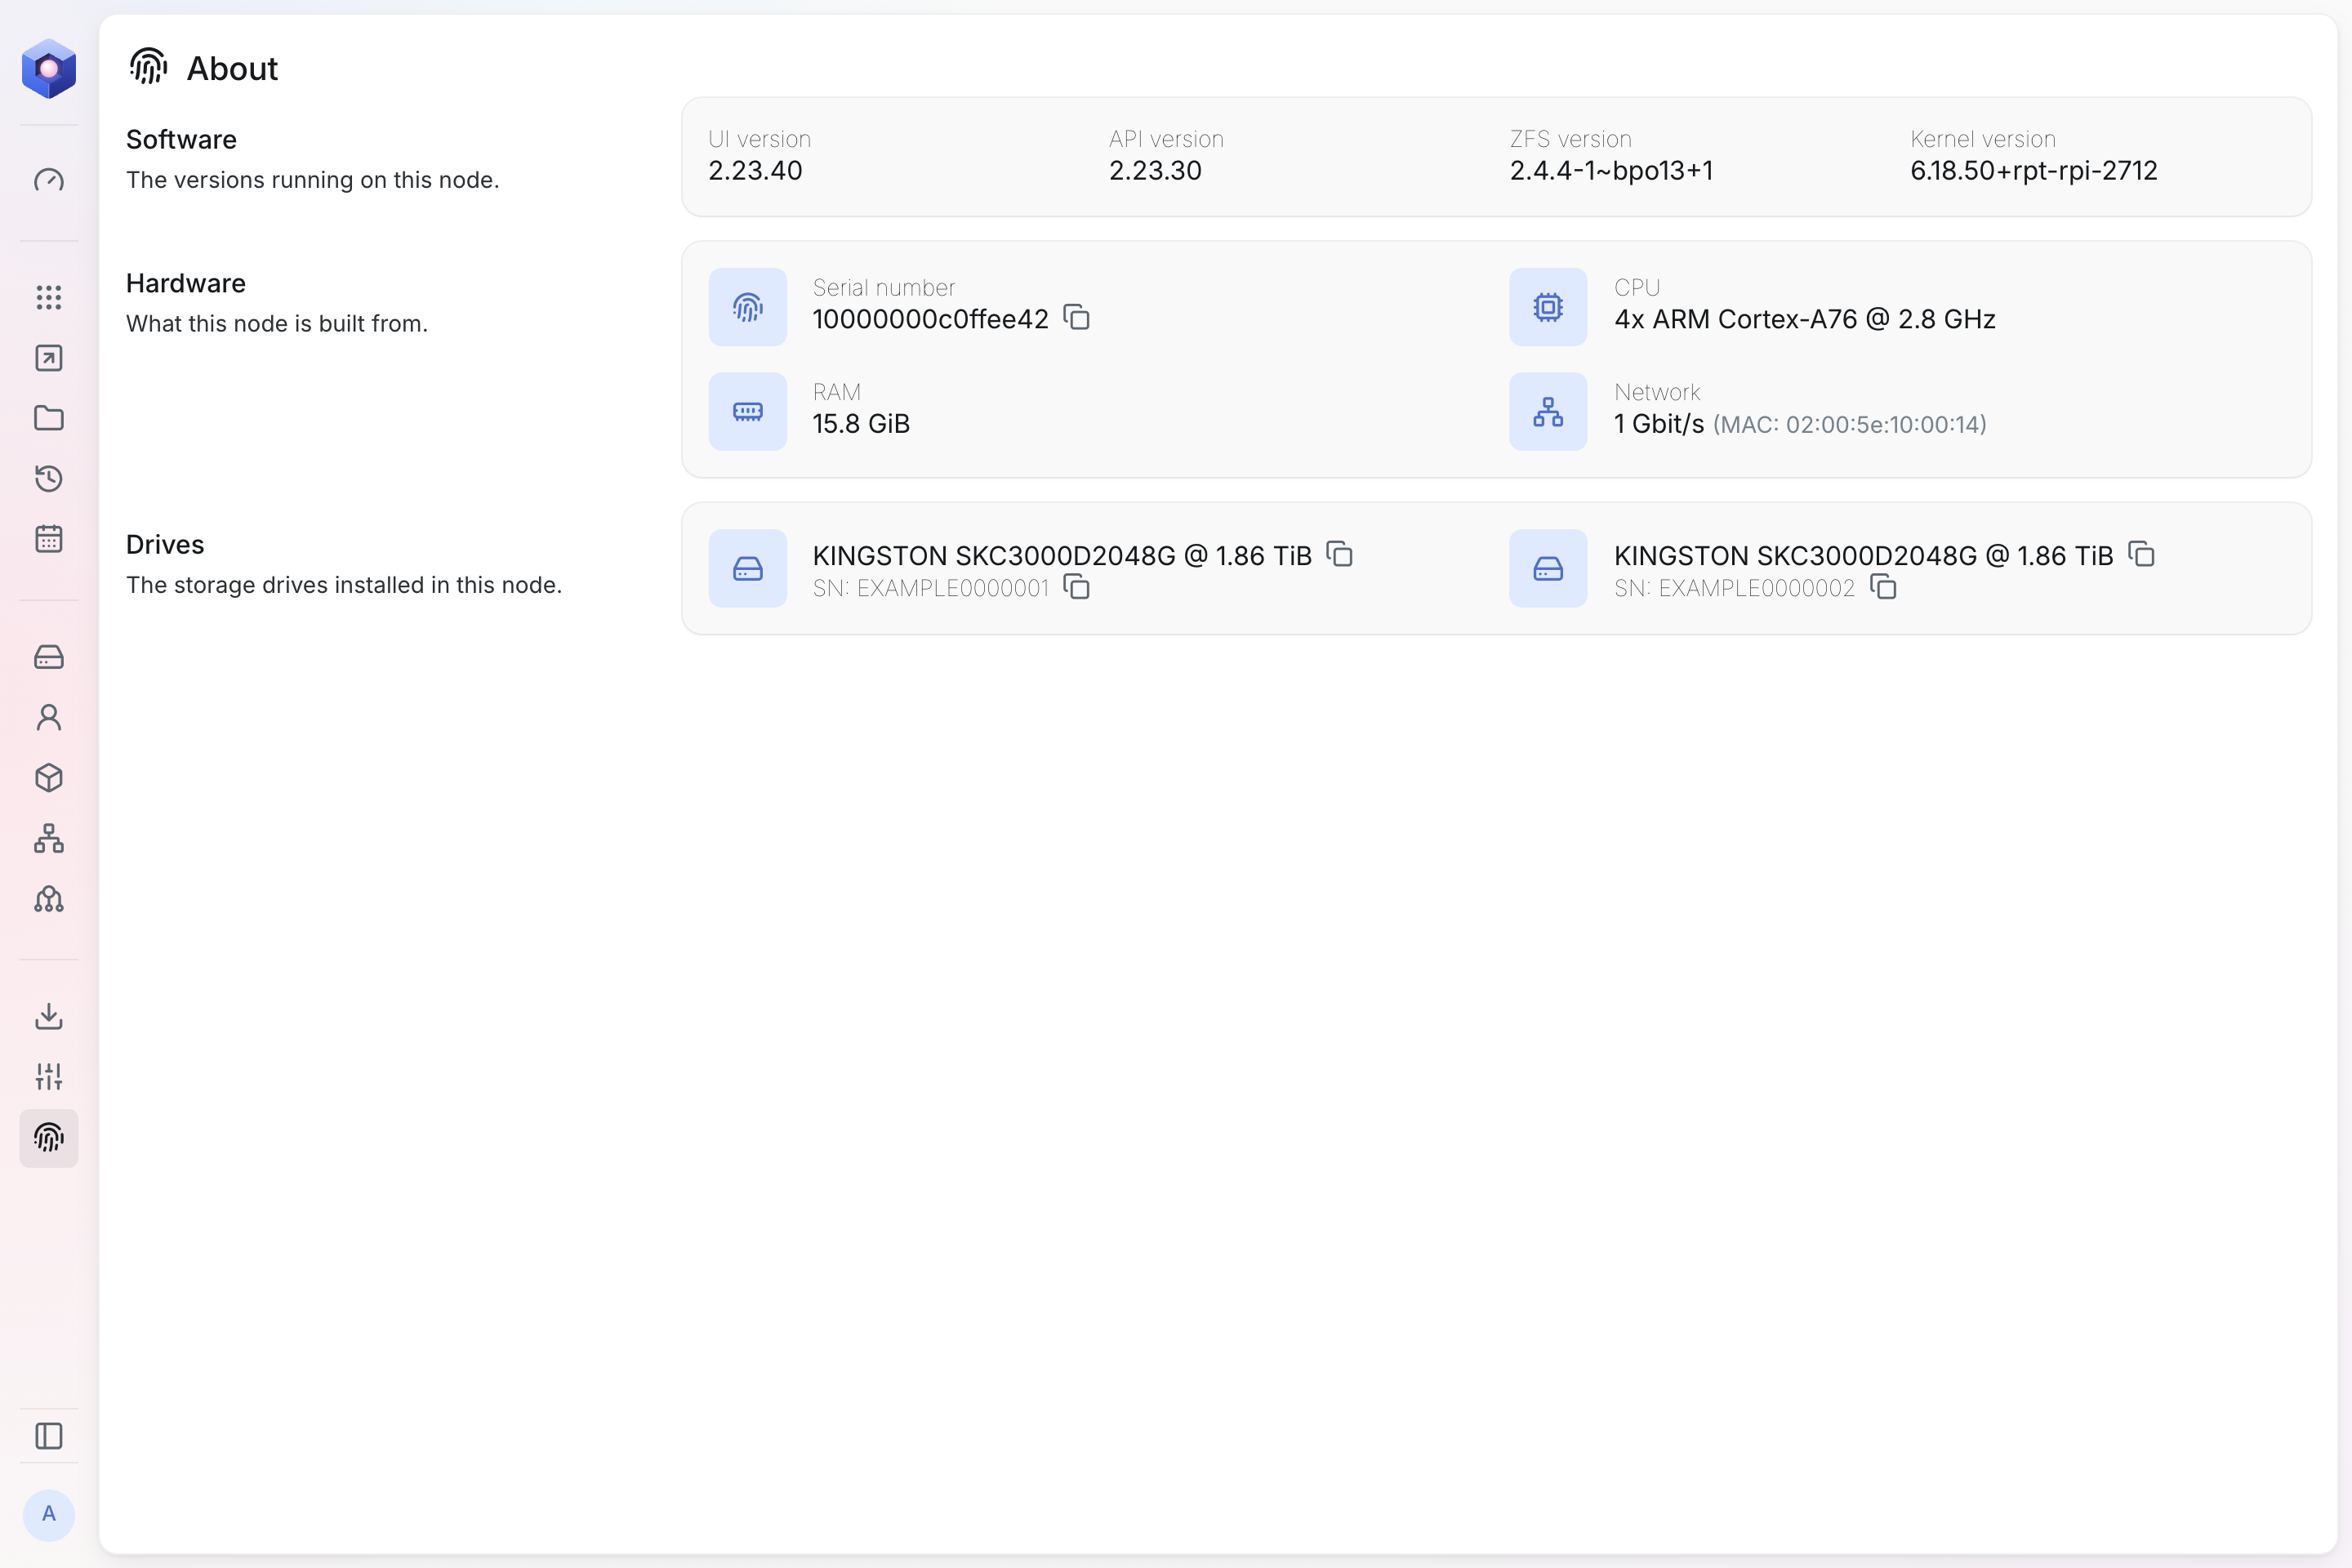 About
Software
The versions running on this node.
UI version
2.23.40
API version
2.23.30
ZFS version
2.4.4-1~bpo13+1
Kernel version
6.18.50+rpt-rpi-2712
Hardware
What this node is built from.
Serial number
10000000c0ffee42
CPU
4x ARM Cortex-A76 @ 2.8 GHz
RAM
15.8 GiB
Network
1 Gbit/s (MAC: 02:00:5e:10:00:14)
Drives
The storage drives installed in this node.
KINGSTON SKC3000D2048G @ 1.86 TiB
SN: EXAMPLE0000001
KINGSTON SKC3000D2048G @ 1.86 TiB
SN: EXAMPLE0000002
A